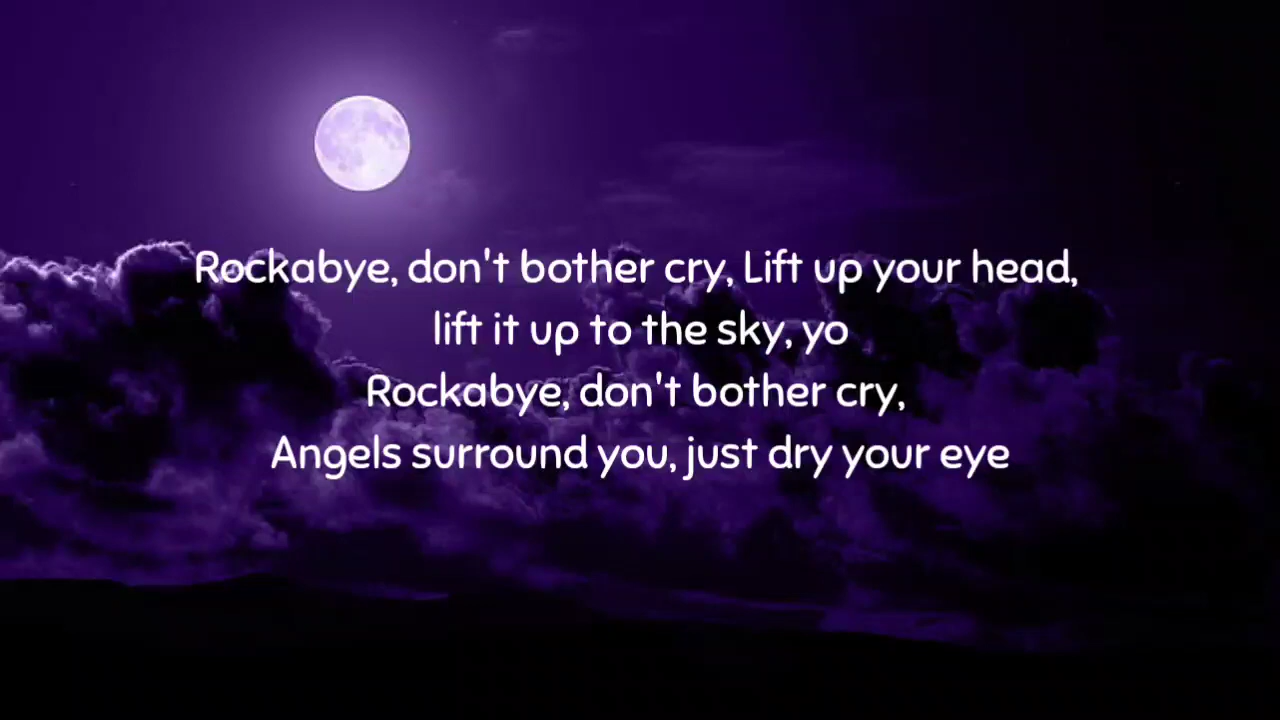 Rockabye, don't bother cry, Lift up your head,
lift it up to the sky, yo
Rockabye, don't bother cry,
Angels surround you, just dry your eye